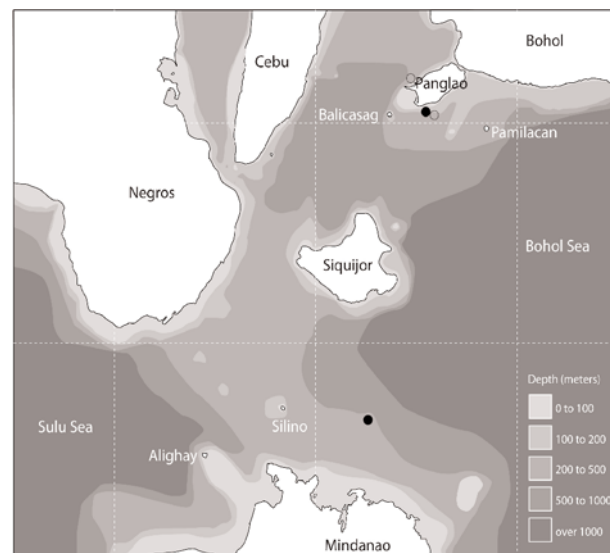 Bohol
Cebu
Panglao
Balicasag
Pamilacan
Negros
Bohol Sea
Siquijor
Depth (meters)
0 to 100
100 to 200
200 to 500
500 to 1000
over 1000
Silino
Sulu Sea
Alighay
Mindanao